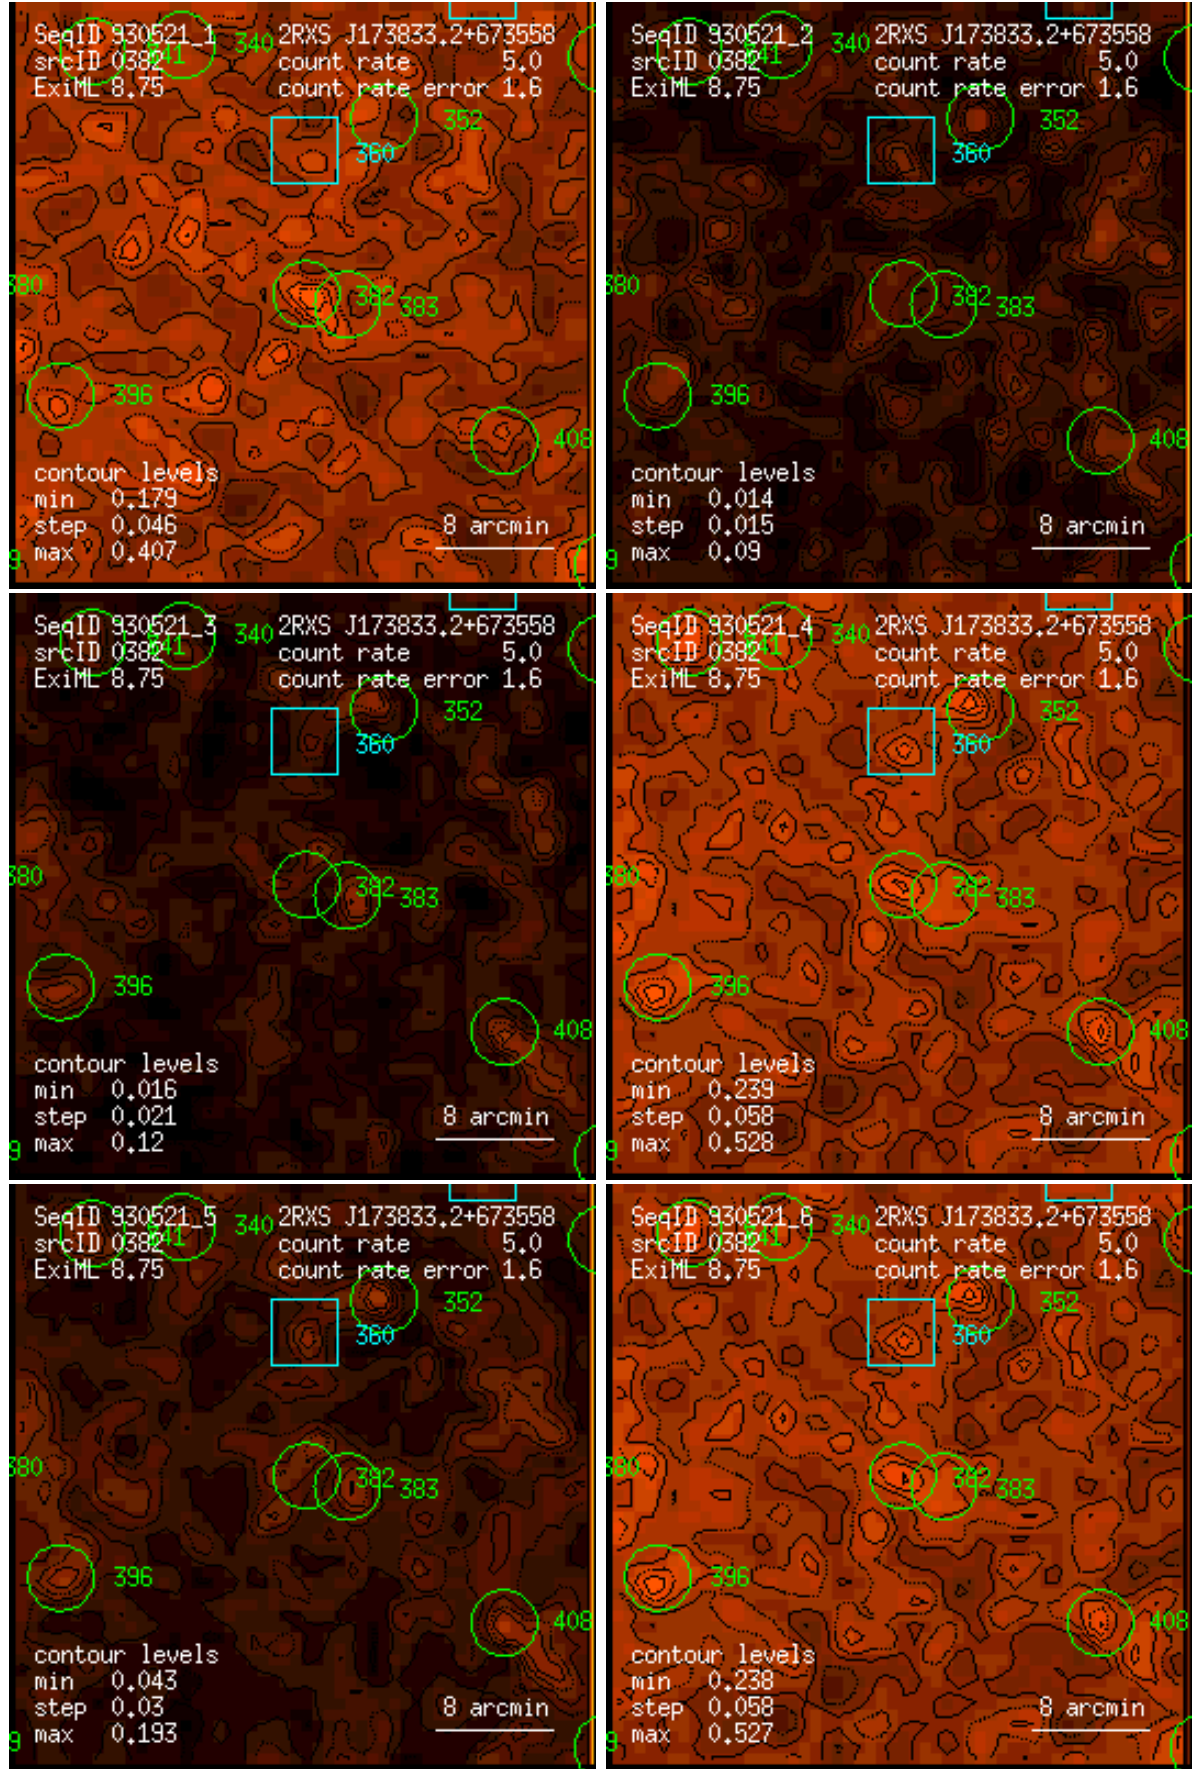 SeqID 930521_1 340 2RXS J173833.2+673558
srcID 0382 341 count rate 5.0
ExiML 8.75 count rate error 1.6
352
360
380 382 383
396
408
contour levels
min 0.179
step 0.046 8 arcmin
max 0.407
9
SeqID 930521_2 340 2RXS J173833.2+673558
srcID 0382 341 count rate 5.0
ExiML 8.75 count rate error 1.6
352
360
380 382 383
396
408
contour levels
min 0.014
step 0.015 8 arcmin
max 0.09
9
SeqID 930521_3 340 2RXS J173833.2+673558
srcID 0382 341 count rate 5.0
ExiML 8.75 count rate error 1.6
352
360
380 382 383
396
408
contour levels
min 0.016
step 0.021 8 arcmin
max 0.12
9
SeqID 930521_4 340 2RXS J173833.2+673558
srcID 0382 341 count rate 5.0
ExiML 8.75 count rate error 1.6
352
360
380 382 383
396
408
contour levels
min 0.239
step 0.058 8 arcmin
max 0.528
9
SeqID 930521_5 340 2RXS J173833.2+673558
srcID 0382 341 count rate 5.0
ExiML 8.75 count rate error 1.6
352
360
380 382 383
396
408
contour levels
min 0.043
step 0.03 8 arcmin
max 0.193
9
SeqID 930521_6 340 2RXS J173833.2+673558
srcID 0382 341 count rate 5.0
ExiML 8.75 count rate error 1.6
352
360
380 382 383
396
408
contour levels
min 0.238
step 0.058 8 arcmin
max 0.527
9